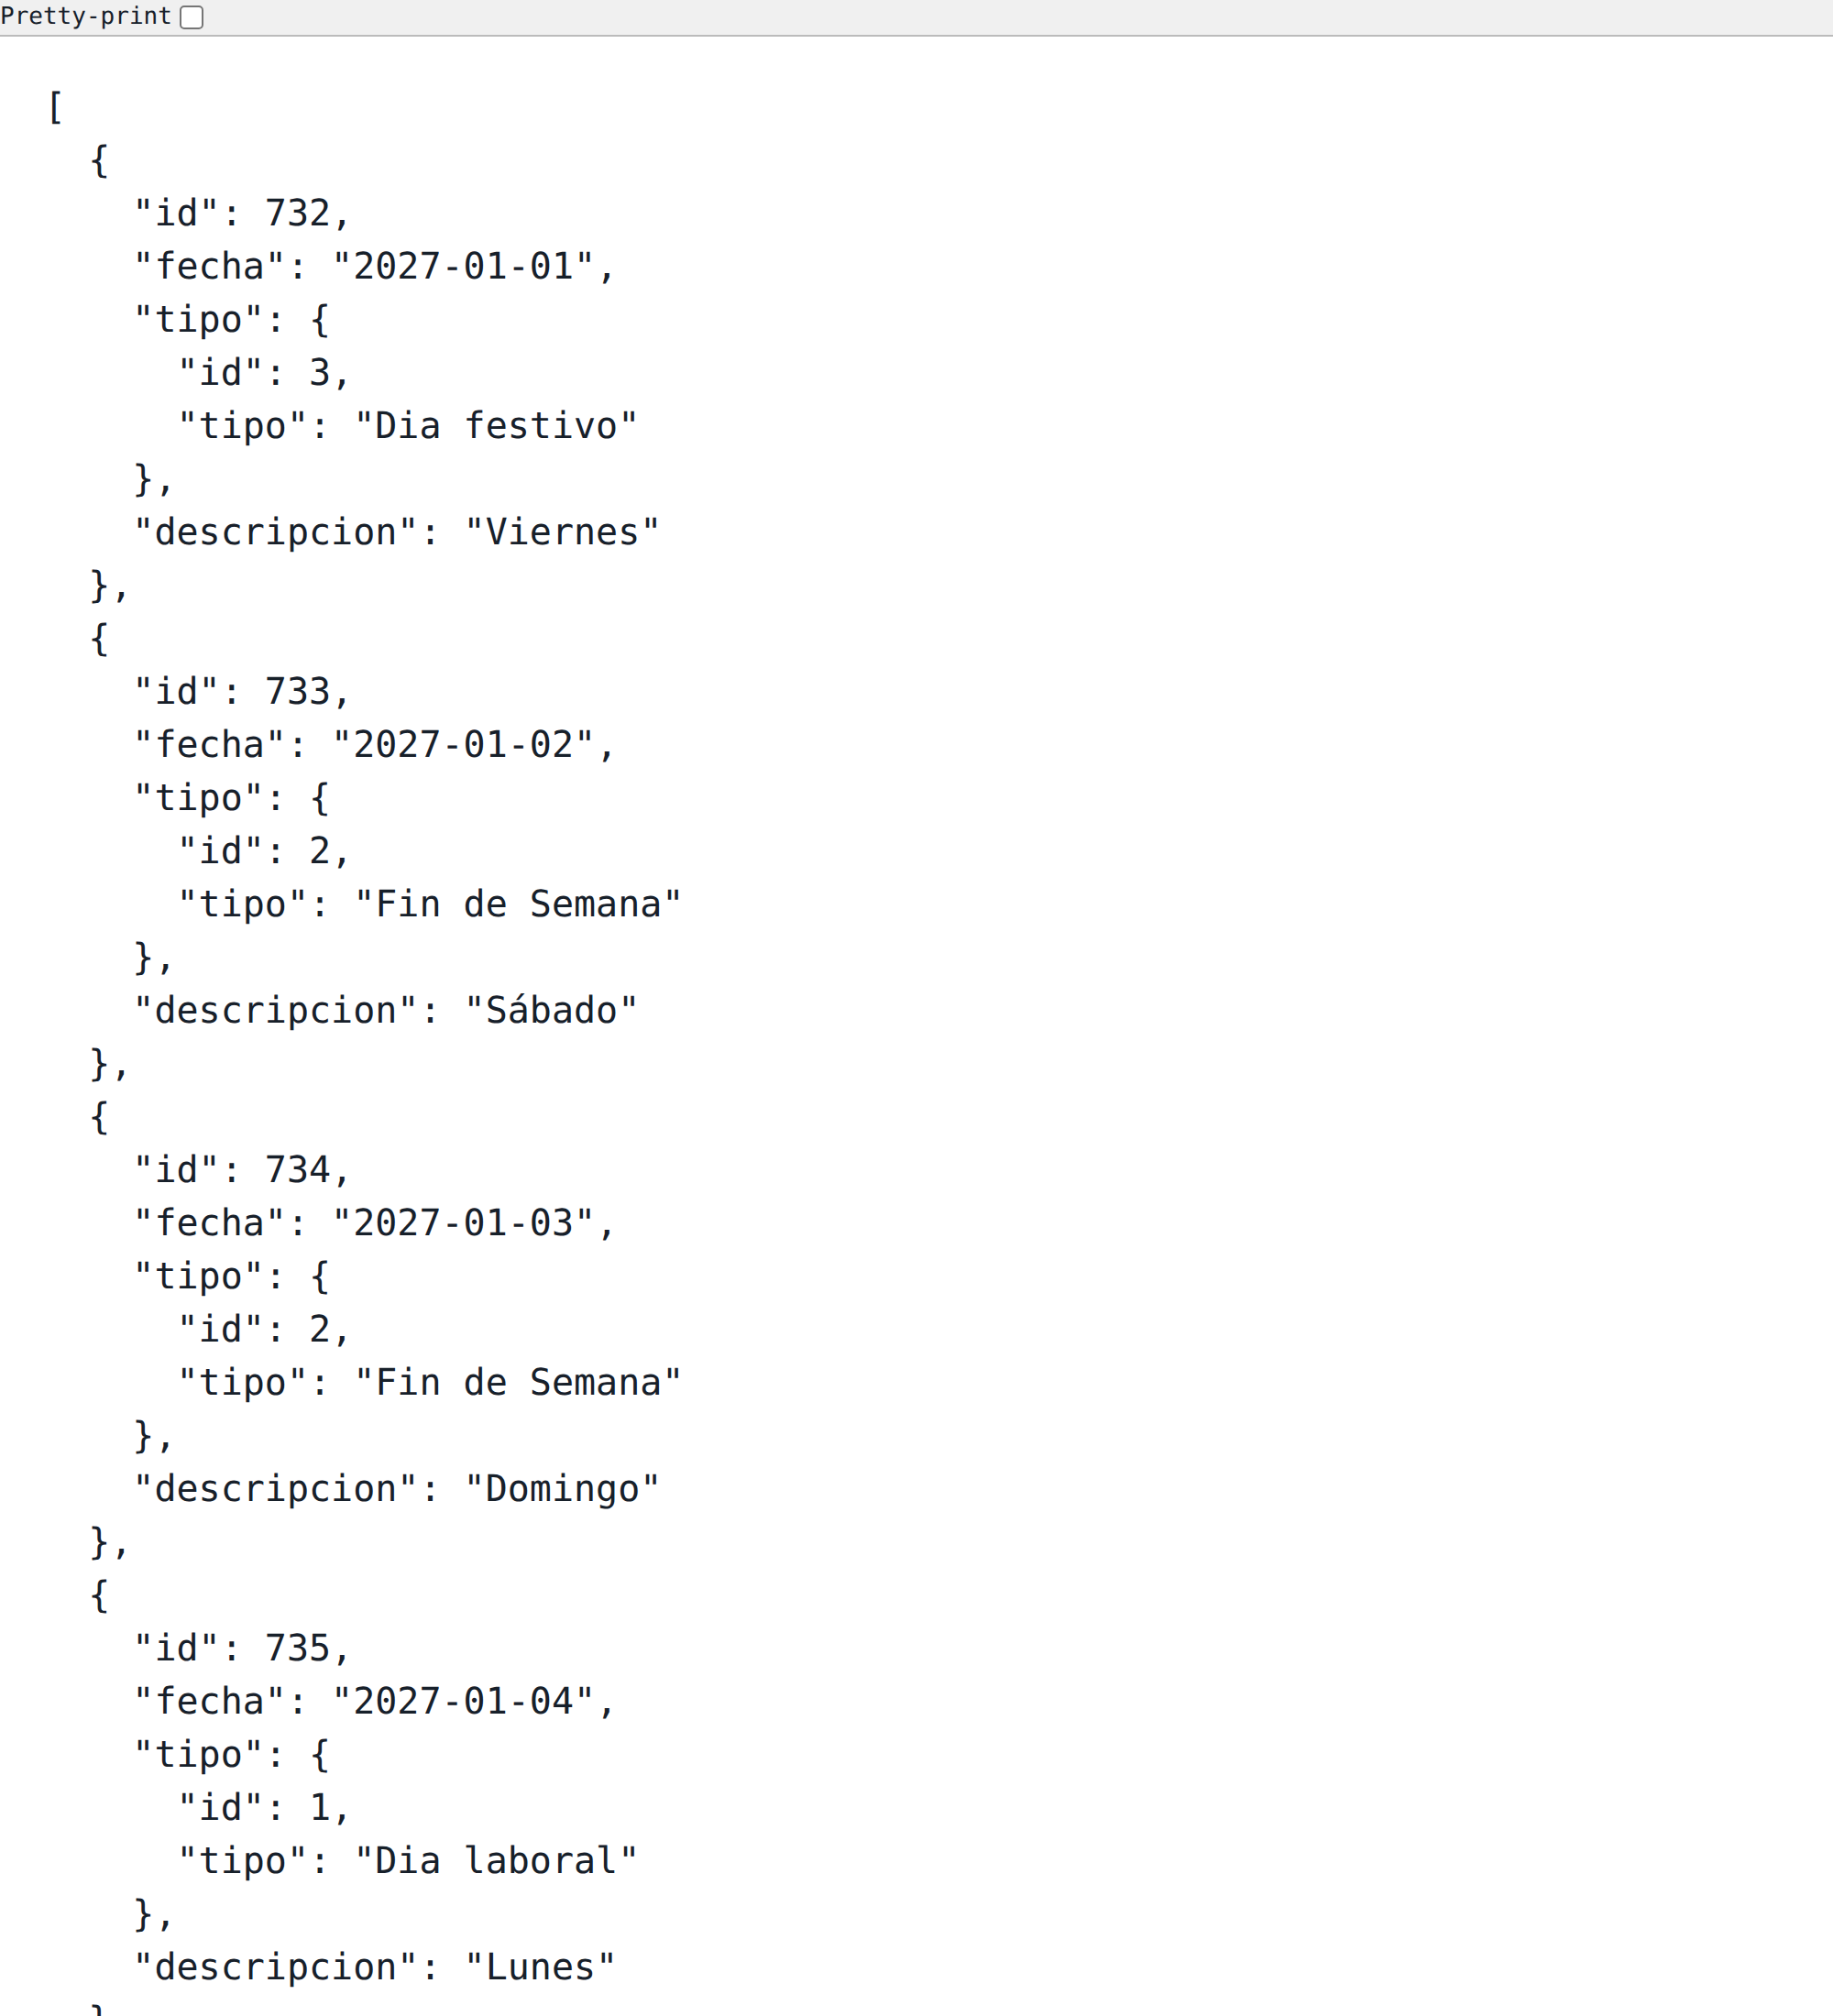 Pretty-print
[
  {
    "id": 732,
    "fecha": "2027-01-01",
    "tipo": {
      "id": 3,
      "tipo": "Dia festivo"
    },
    "descripcion": "Viernes"
  },
  {
    "id": 733,
    "fecha": "2027-01-02",
    "tipo": {
      "id": 2,
      "tipo": "Fin de Semana"
    },
    "descripcion": "Sábado"
  },
  {
    "id": 734,
    "fecha": "2027-01-03",
    "tipo": {
      "id": 2,
      "tipo": "Fin de Semana"
    },
    "descripcion": "Domingo"
  },
  {
    "id": 735,
    "fecha": "2027-01-04",
    "tipo": {
      "id": 1,
      "tipo": "Dia laboral"
    },
    "descripcion": "Lunes"
  }